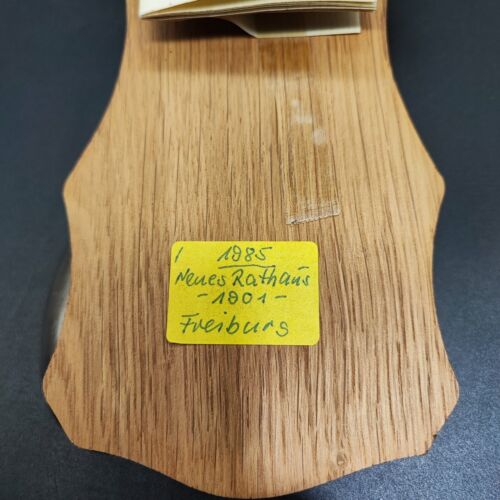 1 1985
Neues Rathaus
- 1901 -
Freiburg